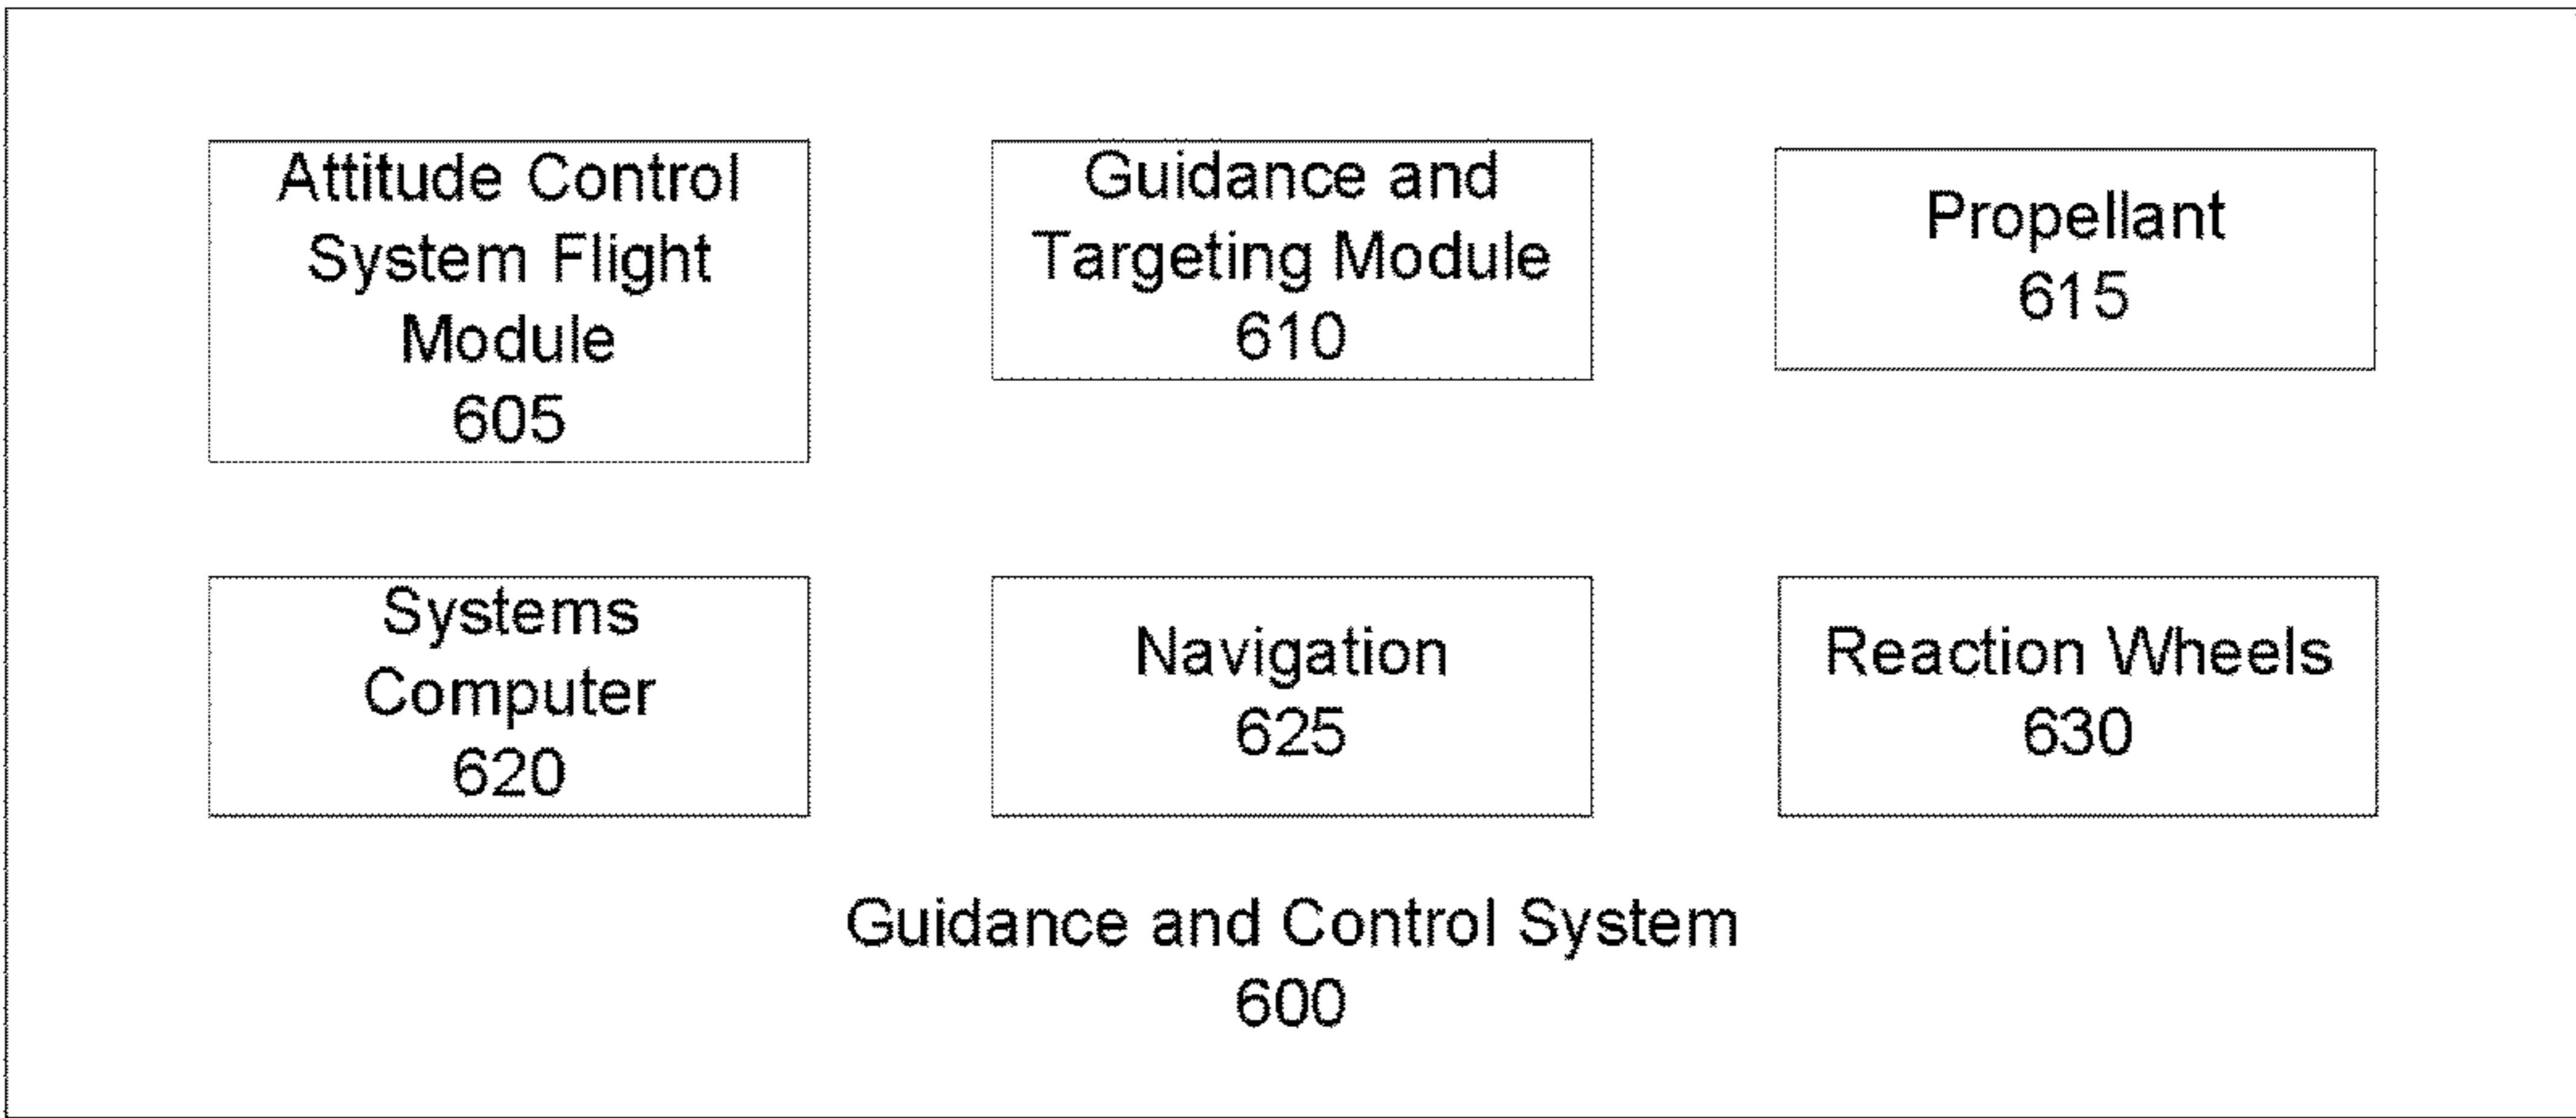 Attitude Control
System Flight
Module
605
Guidance and
Targeting Module
610
Propellant
615
Systems
Computer
620
Navigation
625
Reaction Wheels
630
Guidance and Control System
600